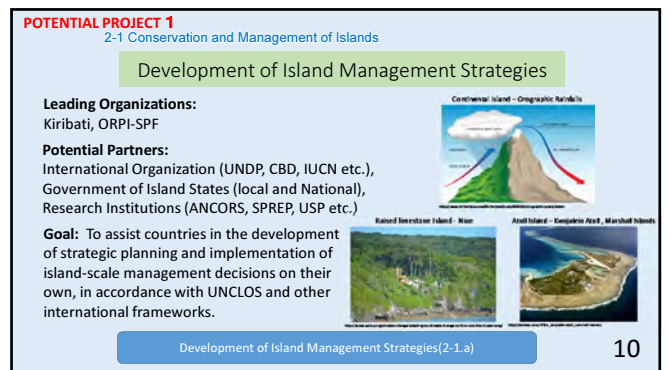 POTENTIAL PROJECT 1
2-1 Conservation and Management of Islands
Development of Island Management Strategies
Leading Organizations:
Kiribati, ORPI-SPF
Potential Partners:
International Organization (UNDP, CBD, IUCN etc.),
Government of Island States (local and National),
Research Institutions (ANCORS, SPREP, USP etc.)
Goal: To assist countries in the development
of strategic planning and implementation of
island-scale management decisions on their
own, in accordance with UNCLOS and other
international frameworks.
Continental Island – Orographic Rainfalls
Raised limestone Island - Niue
Atoll Island – Kwajalein Atoll, Marshall Islands
Development of Island Management Strategies(2-1.a)
10